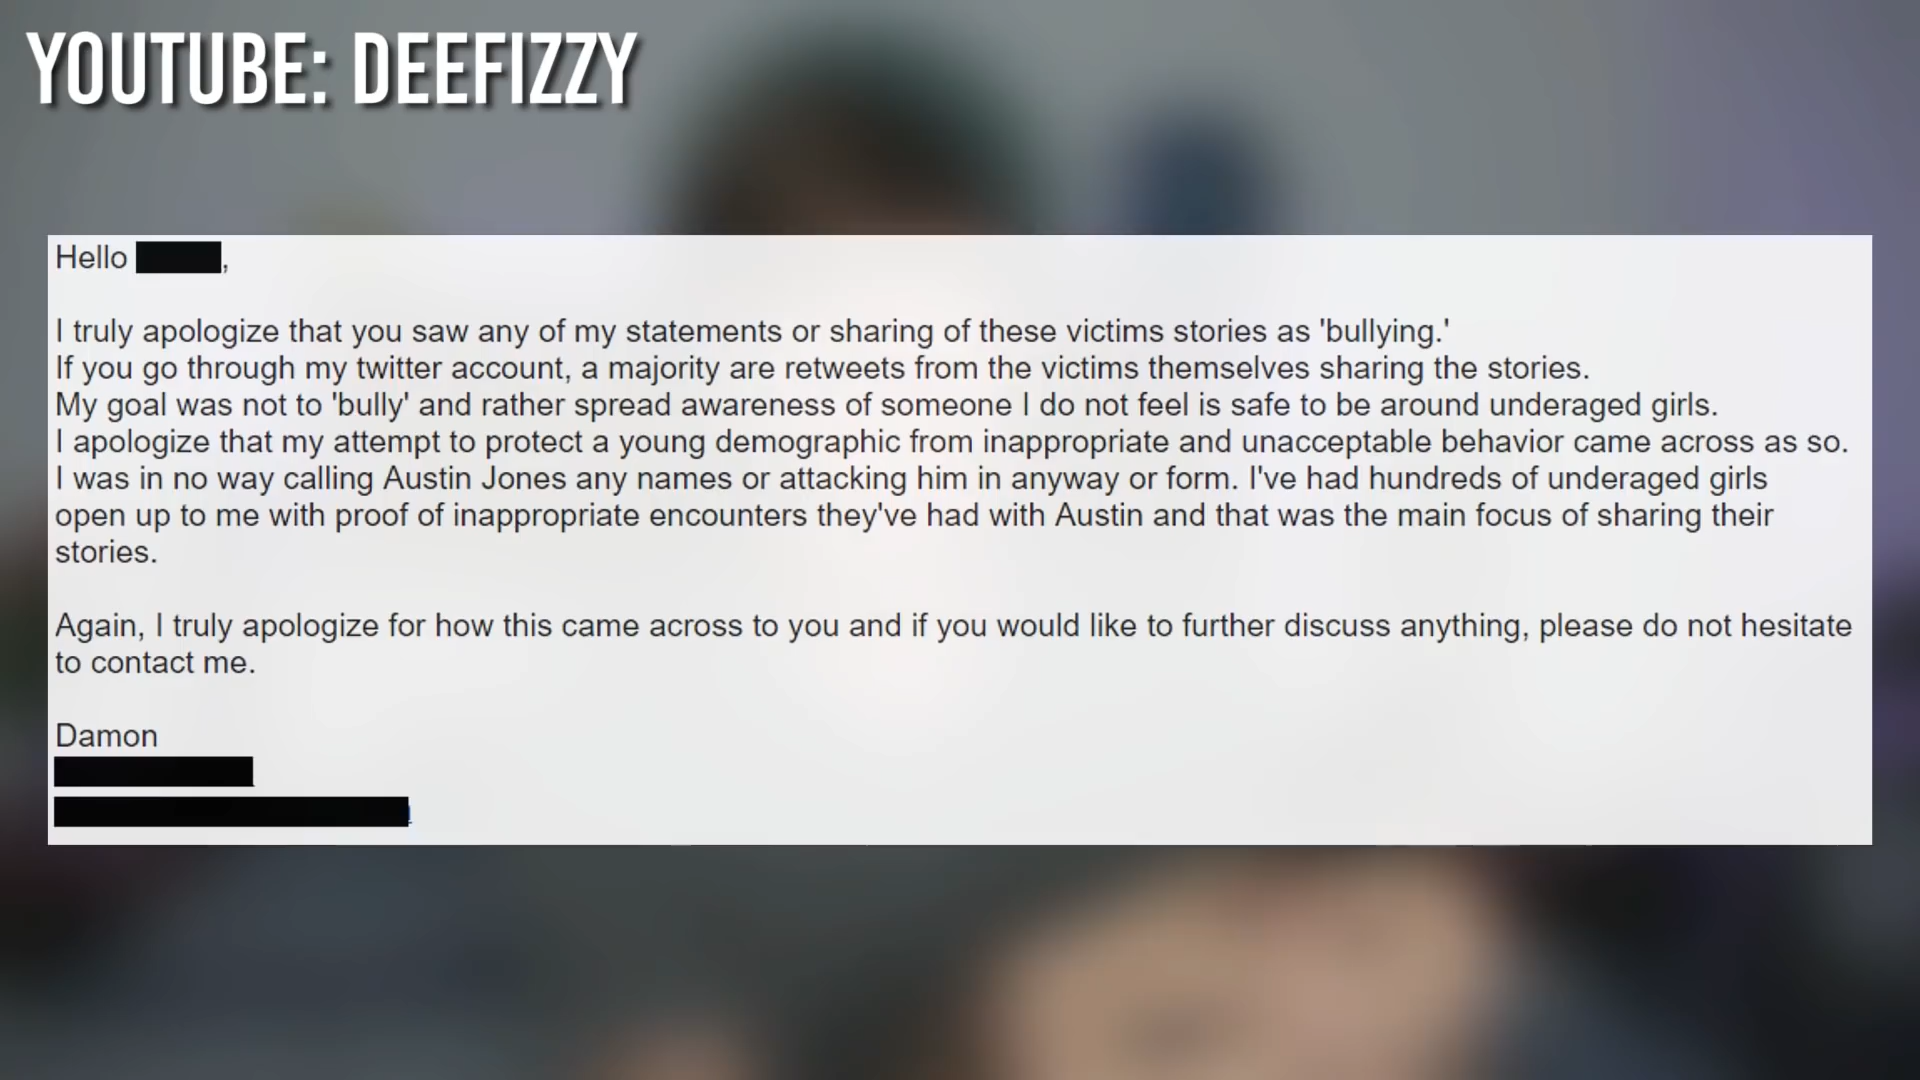 YOUTUBE: DEEFIZZY
Hello ,
I truly apologize that you saw any of my statements or sharing of these victims stories as 'bullying.'
If you go through my twitter account, a majority are retweets from the victims themselves sharing the stories.
My goal was not to 'bully' and rather spread awareness of someone I do not feel is safe to be around underaged girls.
I apologize that my attempt to protect a young demographic from inappropriate and unacceptable behavior came across as so.
I was in no way calling Austin Jones any names or attacking him in anyway or form. I've had hundreds of underaged girls
open up to me with proof of inappropriate encounters they've had with Austin and that was the main focus of sharing their
stories.
Again, I truly apologize for how this came across to you and if you would like to further discuss anything, please do not hesitate
to contact me.
Damon